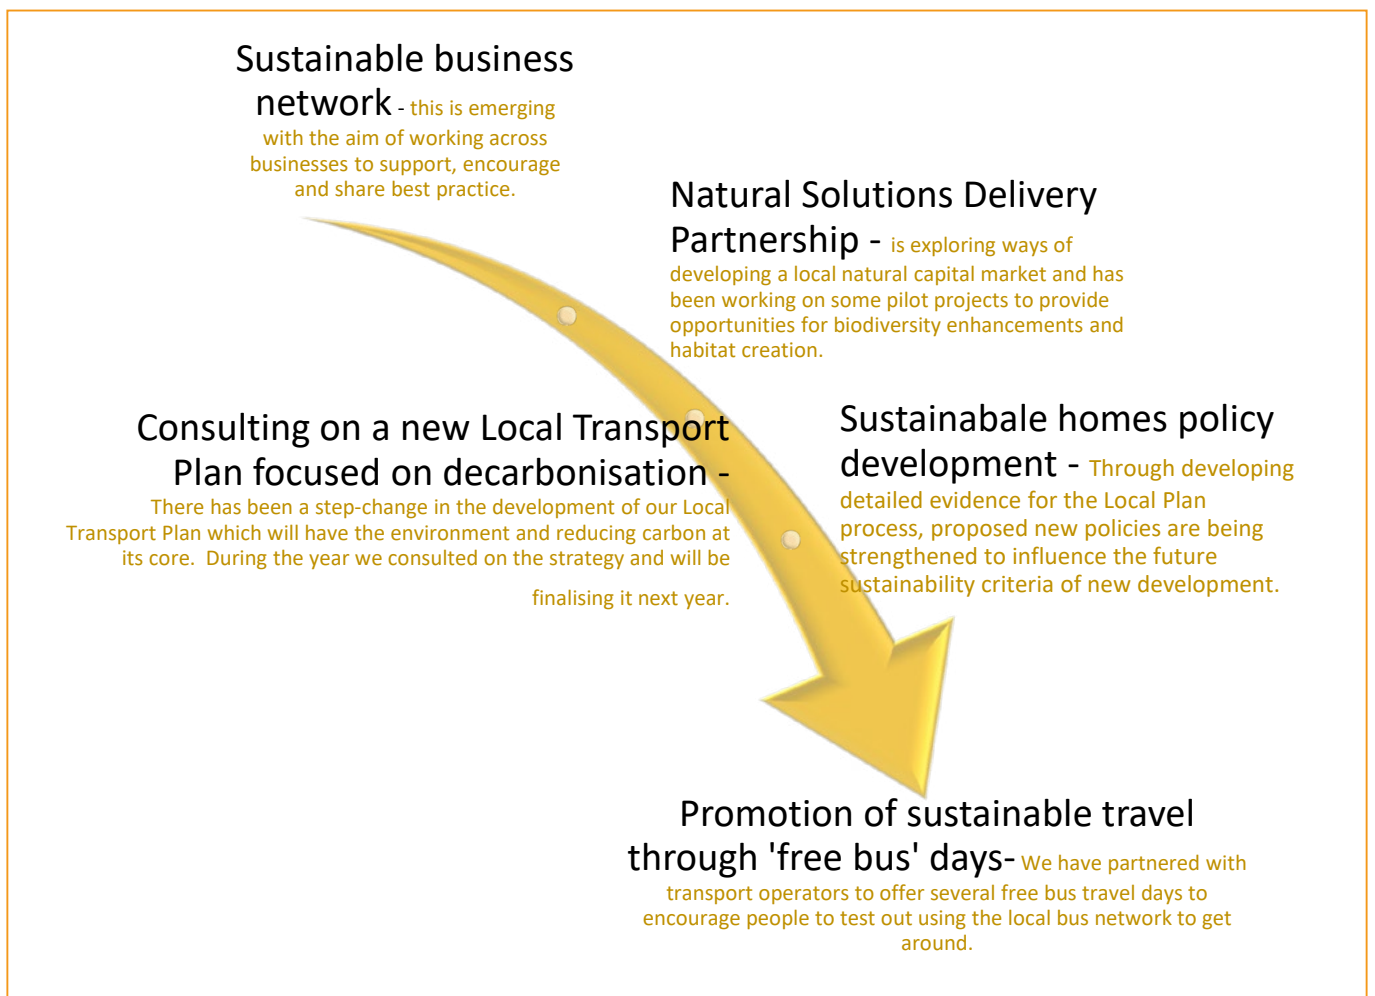 Sustainable business
network - this is emerging
with the aim of working across
businesses to support, encourage
and share best practice.
Natural Solutions Delivery
Partnership - is exploring ways of
developing a local natural capital market and has
been working on some pilot projects to provide
opportunities for biodiversity enhancements and
habitat creation.
Consulting on a new Local Transport
Plan focused on decarbonisation -
There has been a step-change in the development of our Local
Transport Plan which will have the environment and reducing carbon at
its core.  During the year we consulted on the strategy and will be
finalising it next year.
Sustainabale homes policy
development - Through developing
detailed evidence for the Local Plan
process, proposed new policies are being
strengthened to influence the future
sustainability criteria of new development.
Promotion of sustainable travel
through 'free bus' days- We have partnered with
transport operators to offer several free bus travel days to
encourage people to test out using the local bus network to get
around.